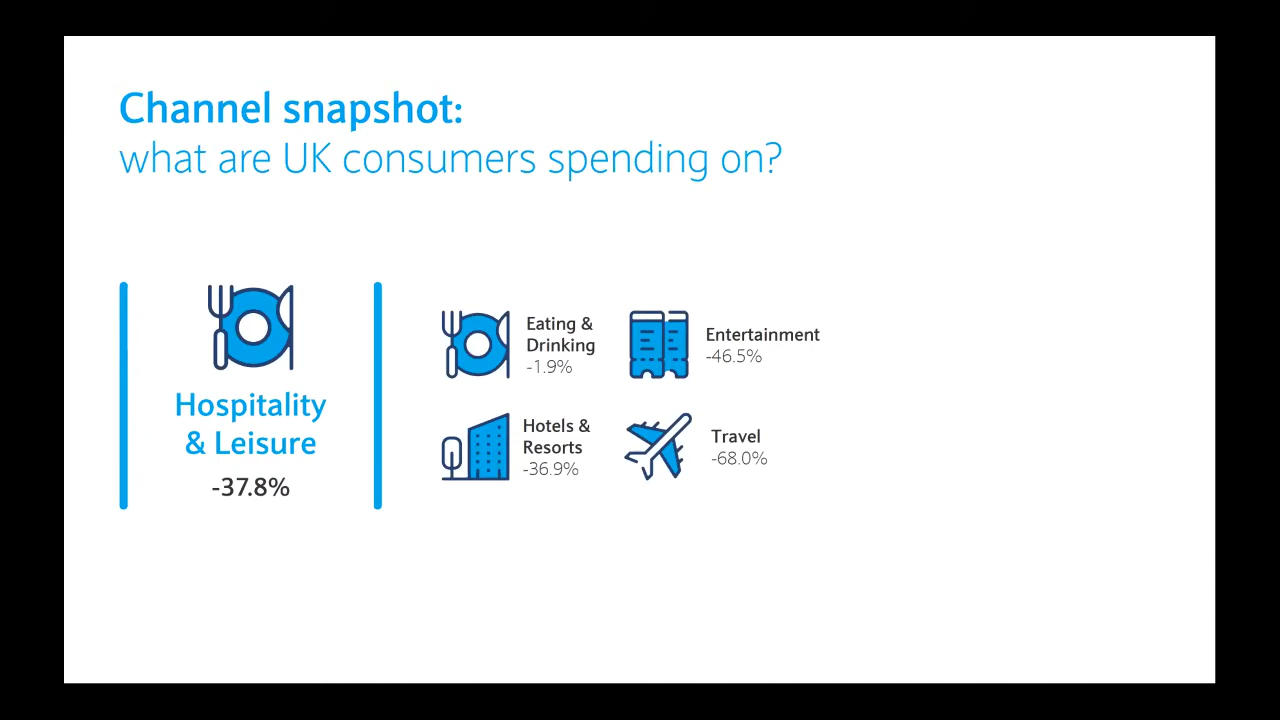 Channel snapshot:
what are UK consumers spending on?
Hospitality
& Leisure
-37.8%
Eating &
Drinking
-1.9%
Entertainment
-46.5%
Hotels &
Resorts
-36.9%
Travel
-68.0%